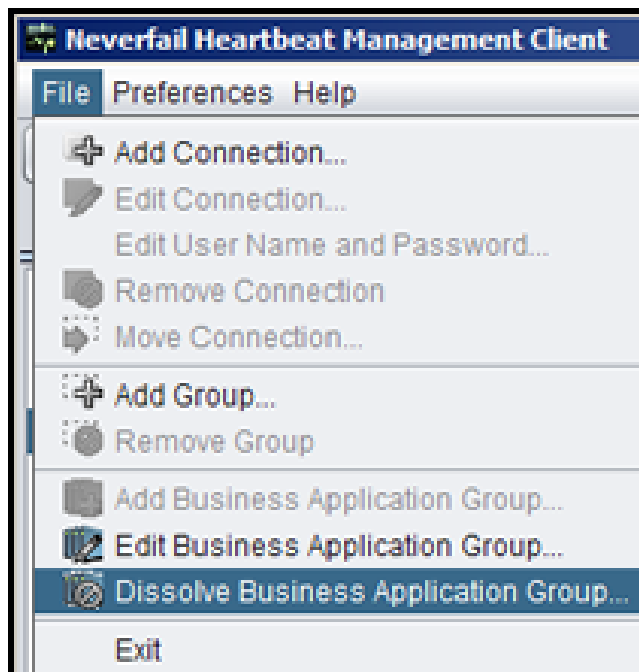 Neverfail Heartbeat Management Client
File Preferences Help
Add Connection...
Edit Connection...
Edit User Name and Password...
Remove Connection
Move Connection...
Add Group...
Remove Group
Add Business Application Group...
Edit Business Application Group...
Dissolve Business Application Group...
Exit